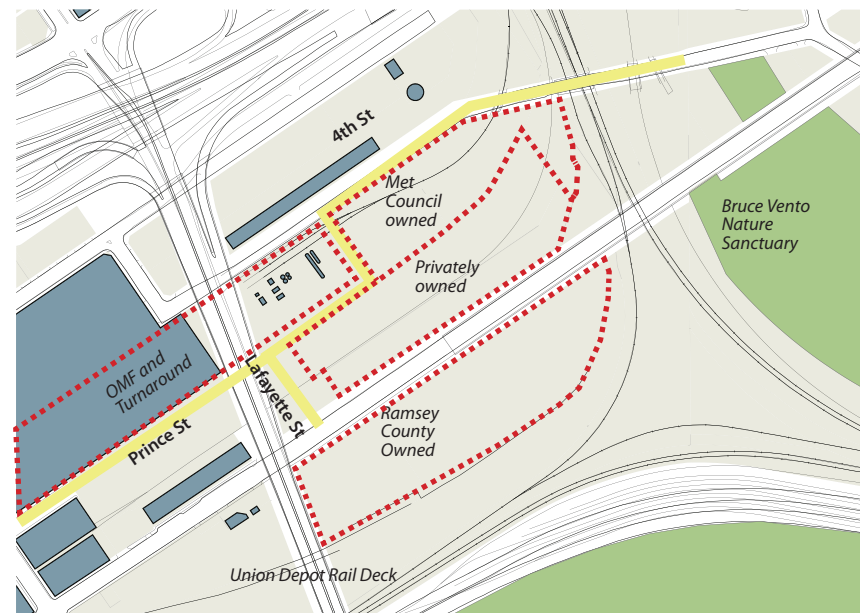 4th St
Met
Council
owned
Bruce Vento
Nature
Sanctuary
Privately
owned
OMF and
Turnaround
Lafayette St
Prince St
Ramsey
County
Owned
Union Depot Rail Deck